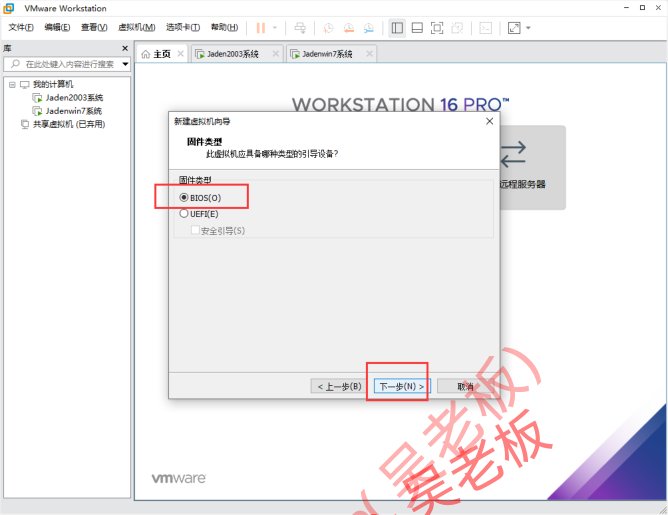 VMware Workstation
文件(F) 编辑(E) 查看(V) 虚拟机(M) 选项卡(T) 帮助(H)
库
在此处键入内容进行搜索
我的计算机
Jaden2003系统
Jadenwin7系统
共享虚拟机 (已弃用)
主页 Jaden2003系统 Jadenwin7系统
WORKSTATION 16 PRO™
远程服务器
新建虚拟机向导
固件类型
此虚拟机应具备哪种类型的引导设备?
固件类型
BIOS(O)
UEFI(E)
安全引导(S)
< 上一步(B) 下一步(N) > 取消
vmware
(吴老板)
吴老板